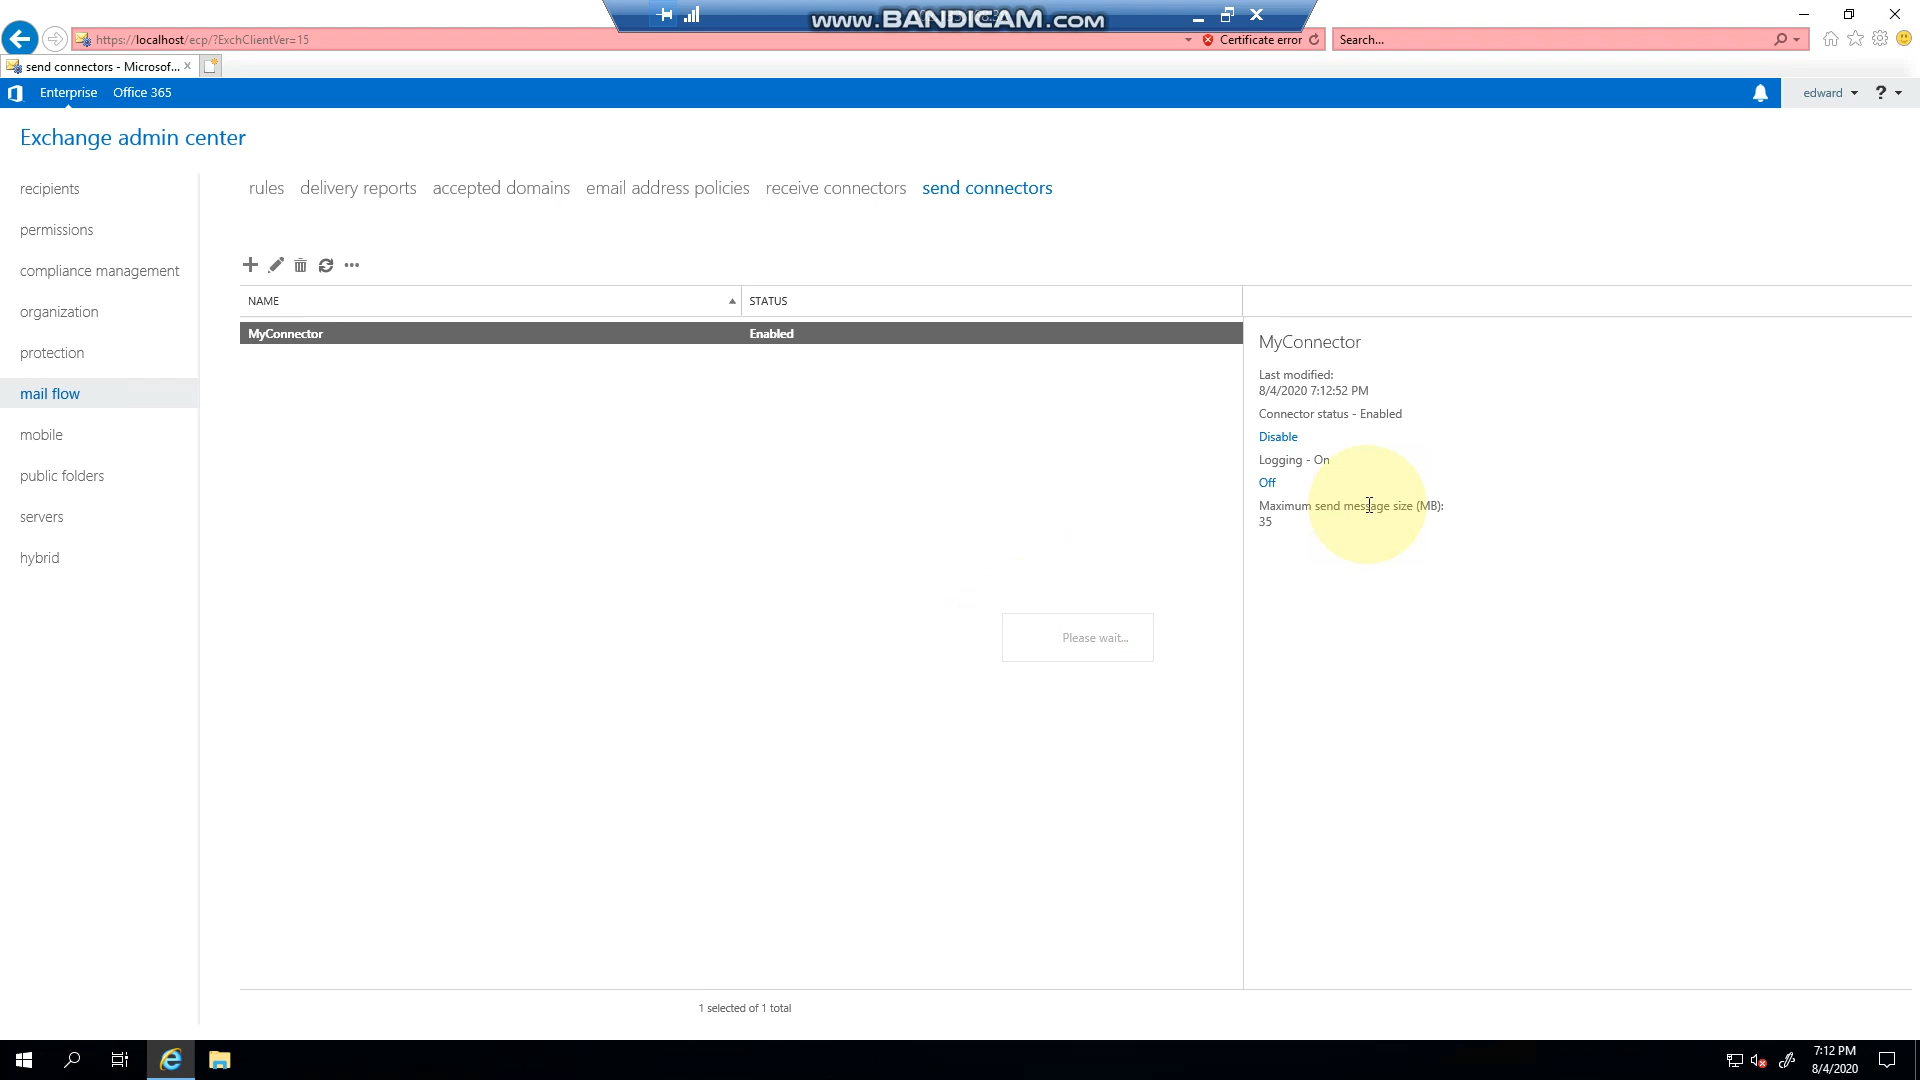 www.BANDICAM.com
https://localhost/ecp/?ExchClientVer=15
Certificate error
Search...
send connectors - Microsof...
Enterprise
Office 365
edward
?
Exchange admin center
recipients
permissions
compliance management
organization
protection
mail flow
mobile
public folders
servers
hybrid
rules
delivery reports
accepted domains
email address policies
receive connectors
send connectors
NAME
STATUS
MyConnector
Enabled
MyConnector
Last modified:
8/4/2020 7:12:52 PM
Connector status - Enabled
Disable
Logging - On
Off
Maximum send message size (MB):
35
Please wait...
1 selected of 1 total
7:12 PM
8/4/2020